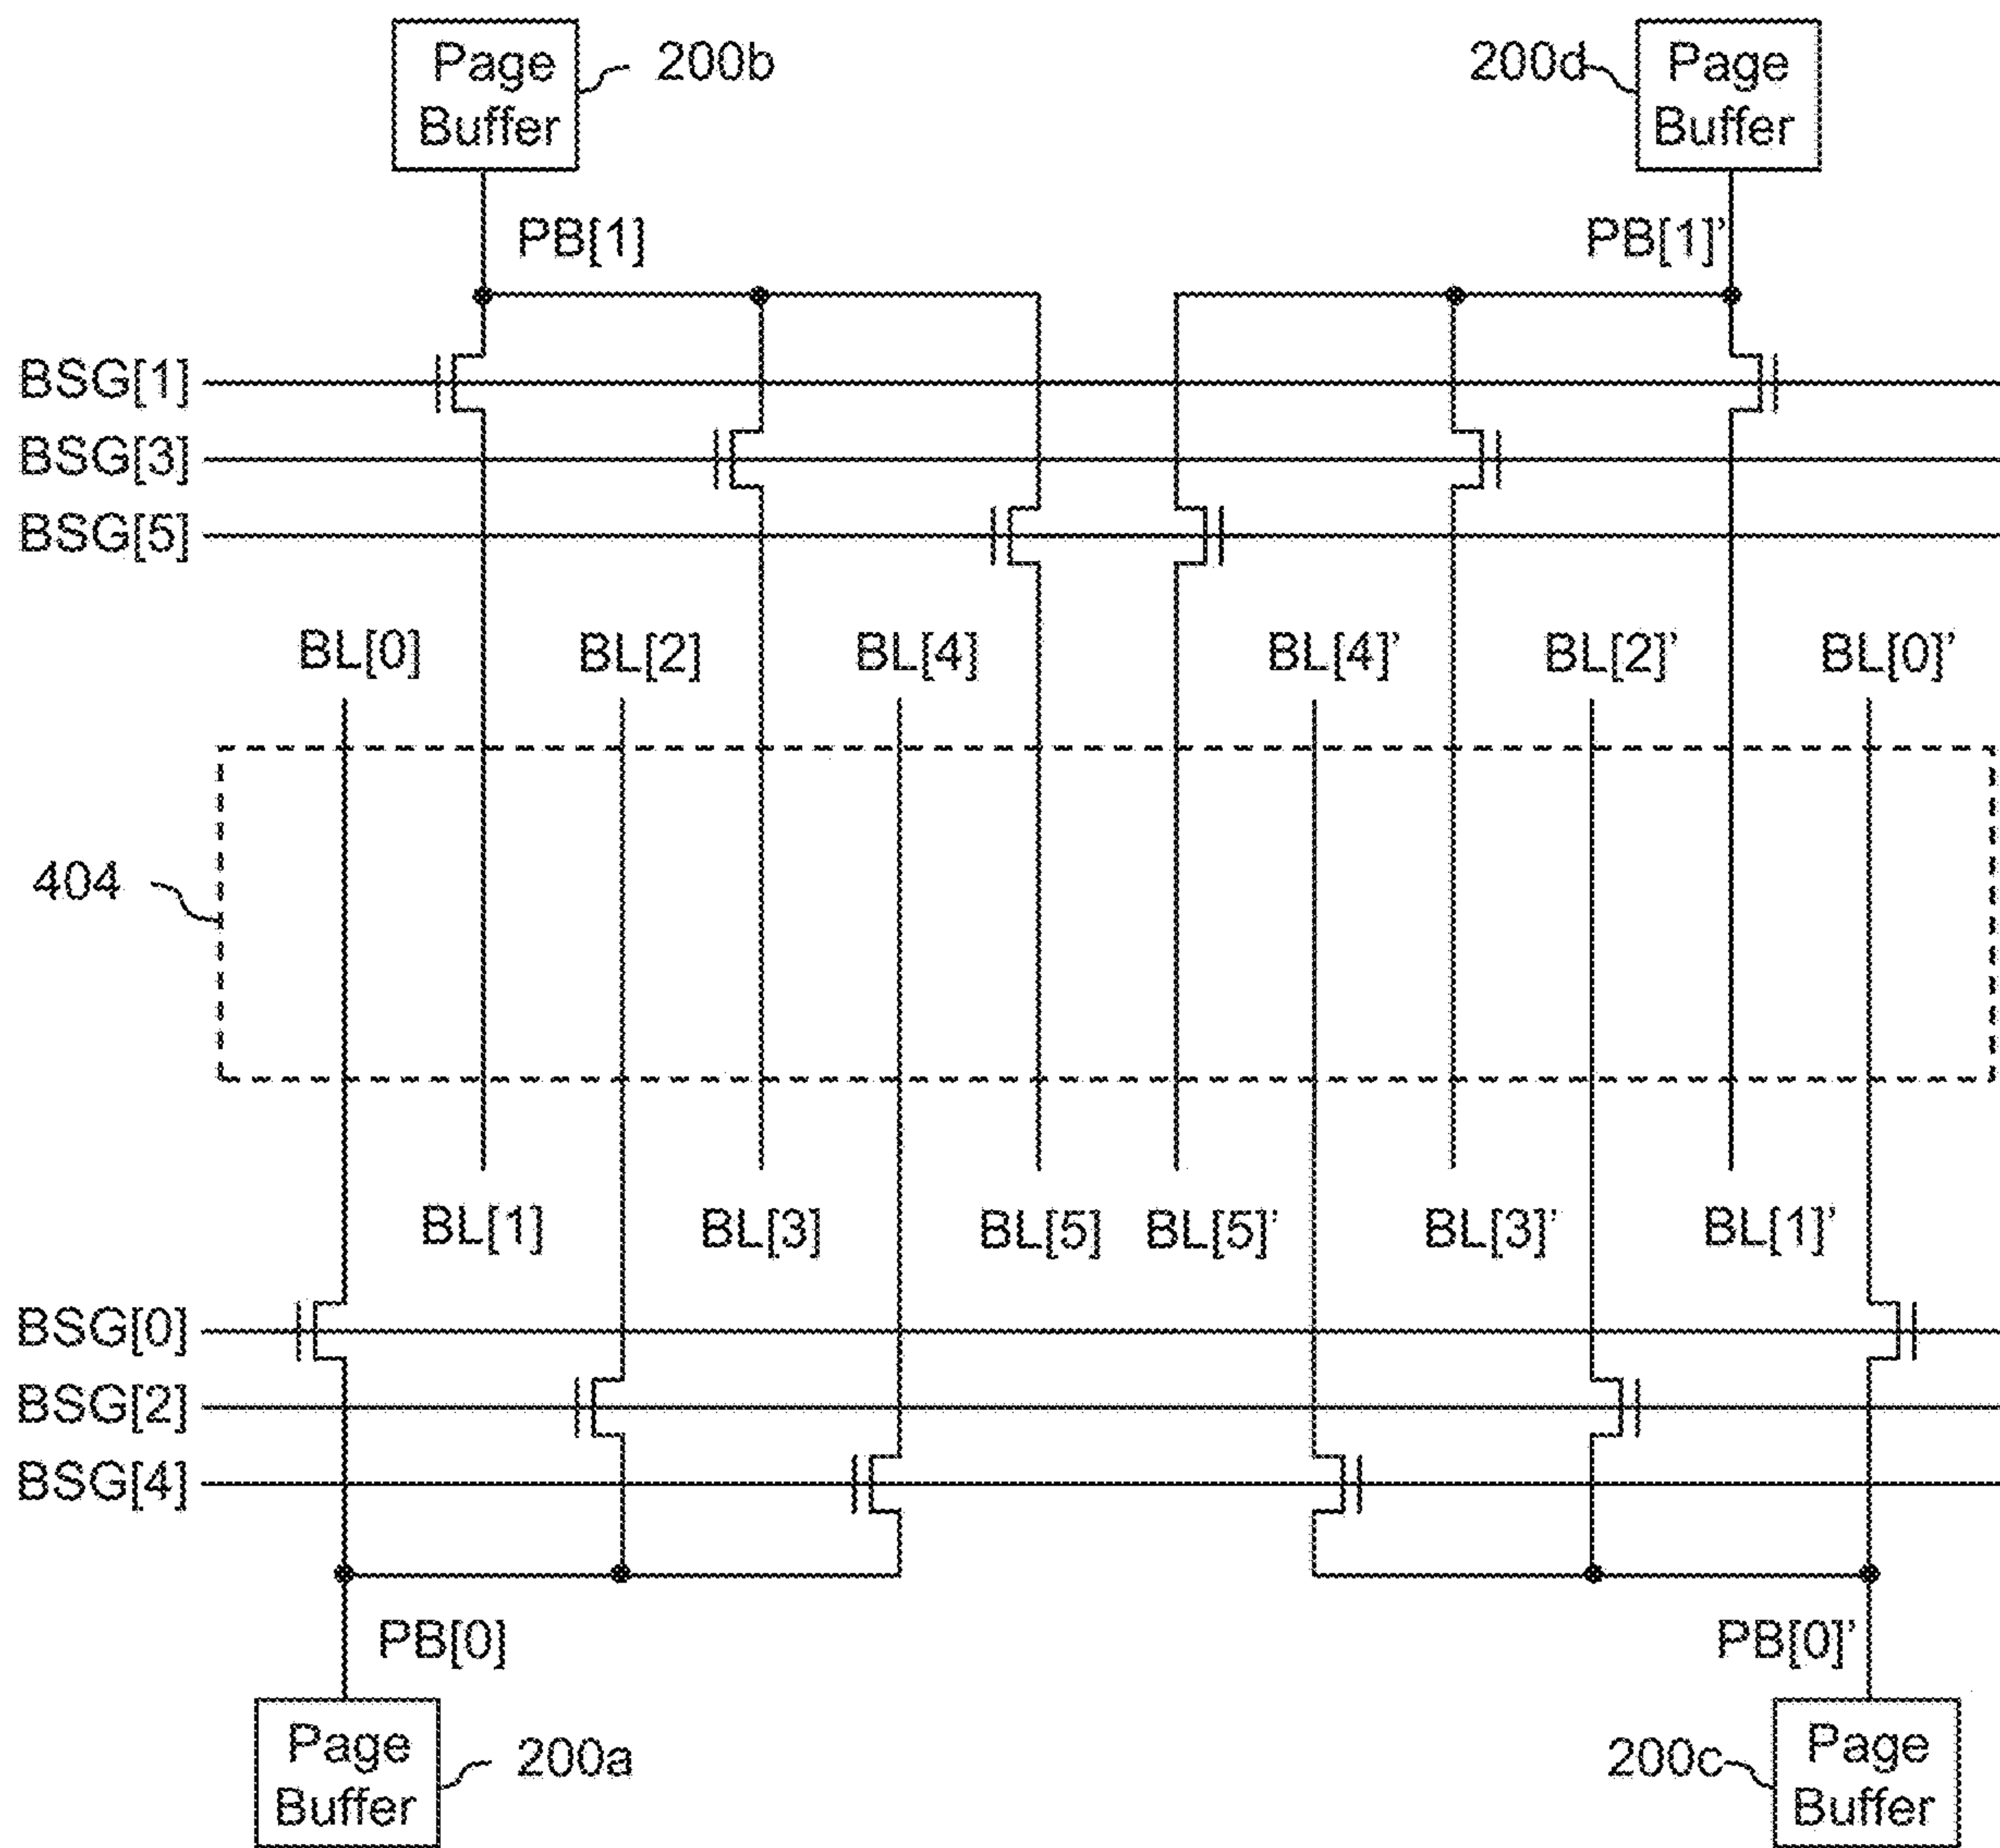 Page
Buffer
200b
200d
Page
Buffer
PB[1]
PB[1]’
BSG[1]
BSG[3]
BSG[5]
BL[0]
BL[2]
BL[4]
BL[4]’
BL[2]’
BL[0]’
404
BL[1]
BL[3]
BL[5]
BL[5]’
BL[3]’
BL[1]’
BSG[0]
BSG[2]
BSG[4]
PB[0]
PB[0]’
Page
Buffer
200a
200c
Page
Buffer